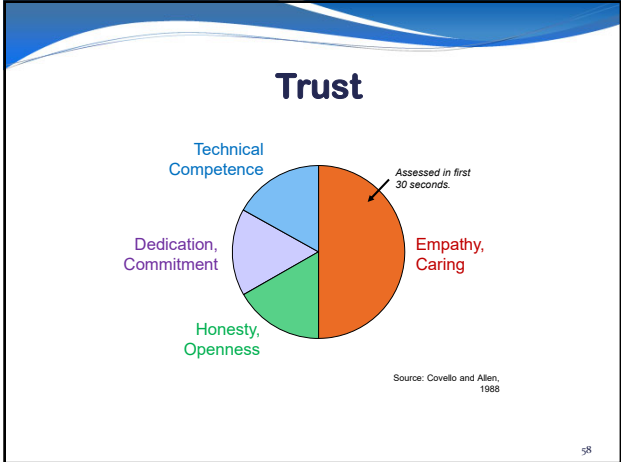 Trust
Technical
Competence
Assessed in first
30 seconds.
Dedication,
Commitment
Empathy,
Caring
Honesty,
Openness
Source: Covello and Allen,
1988
58